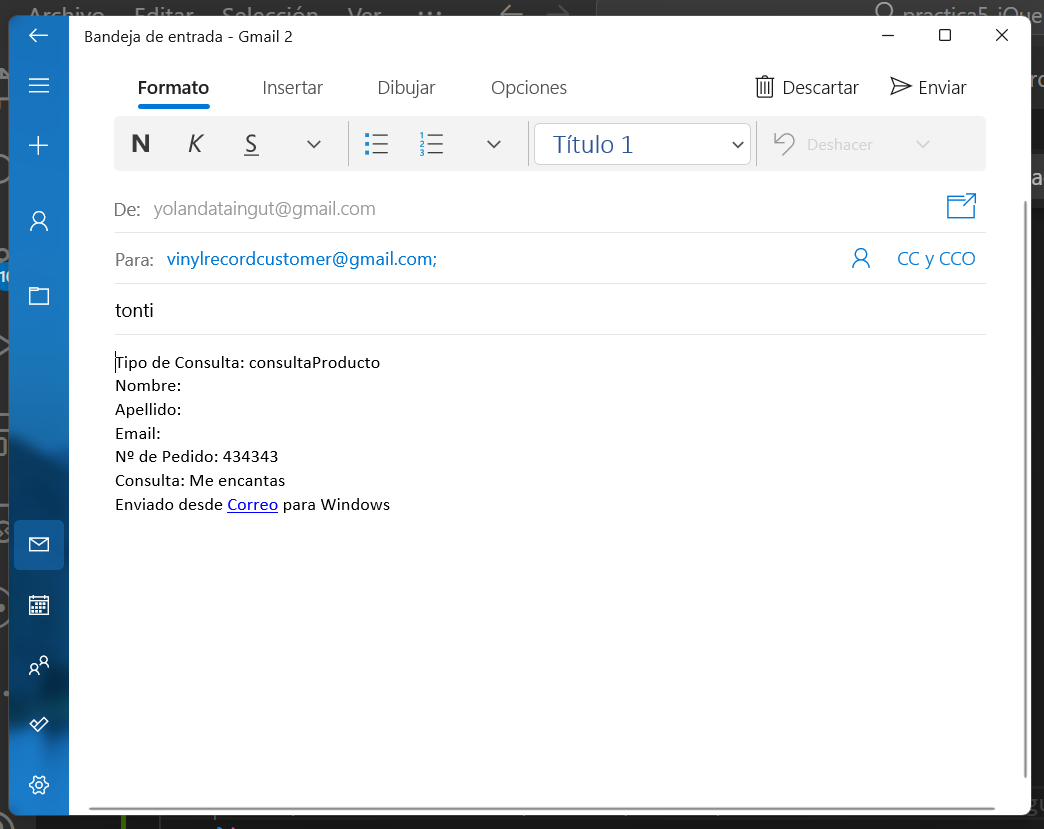 Archivo Editar Selección Ver ...
practica5_jQue
Bandeja de entrada - Gmail 2
Formato Insertar Dibujar Opciones Descartar Enviar
N K S Título 1 Deshacer
De: yolandataingut@gmail.com
Para: vinylrecordcustomer@gmail.com; CC y CCO
tonti
Tipo de Consulta: consultaProducto
Nombre:
Apellido:
Email:
Nº de Pedido: 434343
Consulta: Me encantas
Enviado desde Correo para Windows